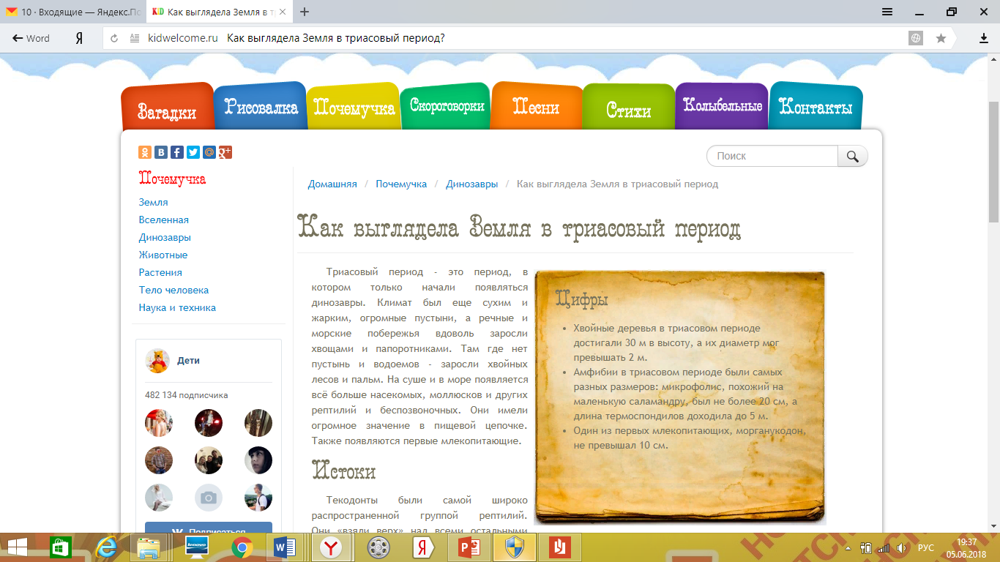 10 · Входящие — Яндекс.По
KID Как выглядела Земля в т
Word
Я
kidwelcome.ru Как выглядела Земля в триасовый период?
Загадки
Рисовалка
Почемучка
Скороговорки
Песни
Стихи
Колыбельные
Контакты
Поиск
Почемучка
Земля
Вселенная
Динозавры
Животные
Растения
Тело человека
Наука и техника
Дети
482 134 подписчика
Подписаться
Домашняя / Почемучка / Динозавры / Как выглядела Земля в триасовый период
Как выглядела Земля в триасовый период
Триасовый период - это период, в
котором только начали появляться
динозавры. Климат был еще сухим и
жарким, огромные пустыни, а речные и
морские побережья вдоволь заросли
хвощами и папоротниками. Там где нет
пустынь и водоемов - заросли хвойных
лесов и пальм. На суше и в море появляется
всё больше насекомых, моллюсков и других
рептилий и беспозвоночных. Они имели
огромное значение в пищевой цепочке.
Также появляются первые млекопитающие.
Истоки
Текодонты были самой широко
распространенной группой рептилий.
Они «взяли верх» над всеми остальными
Цифры
• Хвойные деревья в триасовом периоде
достигали 30 м в высоту, а их диаметр мог
превышать 2 м.
• Амфибии в триасовом периоде были самых
разных размеров: микрофолис, похожий на
маленькую саламандру, был не более 20 см, а
длина термоспондилов доходила до 5 м.
• Один из первых млекопитающих, морганукодон,
не превышал 10 см.
РУС
19:37
05.06.2018